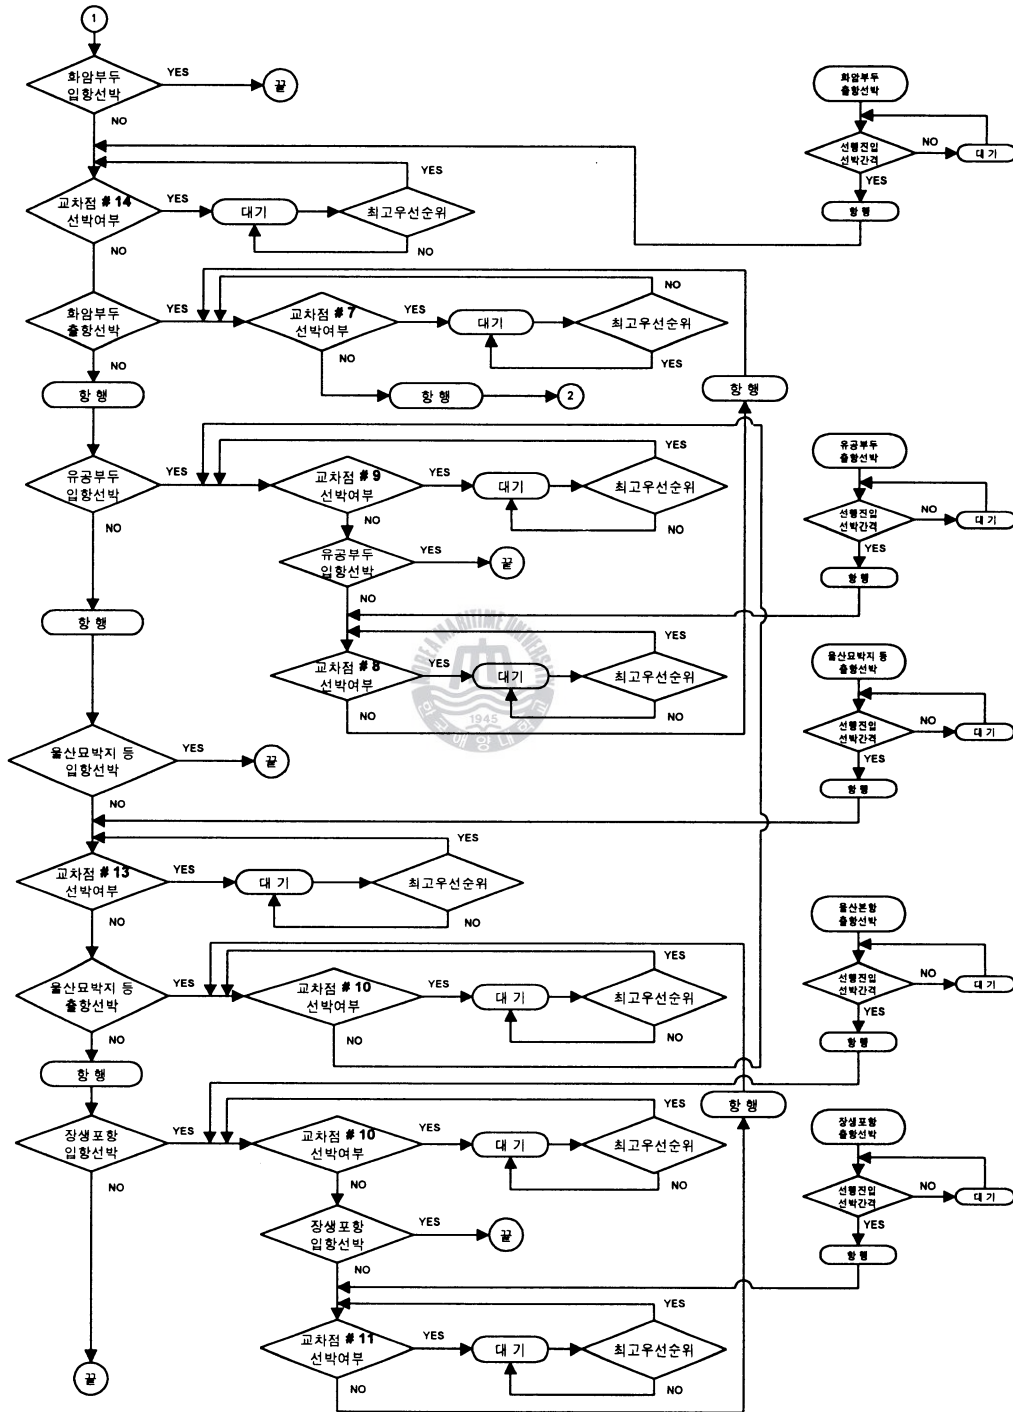 1
화암부두
입항선박
YES
끝
NO
화암부두
출항선박
선행진입
선박간격
NO
대 기
YES
항 행
교차점 # 14
선박여부
YES
대 기
최고우선순위
YES
NO
NO
화암부두
출항선박
YES
교차점 # 7
선박여부
YES
대 기
최고우선순위
NO
YES
NO
항 행
2
항 행
NO
항 행
유공부두
입항선박
YES
교차점 # 9
선박여부
YES
대 기
최고우선순위
YES
NO
NO
유공부두
입항선박
YES
끝
NO
유공부두
출항선박
선행진입
선박간격
NO
대 기
YES
항 행
NO
항 행
교차점 # 8
선박여부
YES
대 기
최고우선순위
YES
NO
NO
KOREA MARITIME UNIVERSITY
1945
한국해양대학교
울산묘박지 등
출항선박
선행진입
선박간격
NO
대 기
YES
항 행
울산묘박지 등
입항선박
YES
끝
NO
교차점 # 13
선박여부
YES
대 기
최고우선순위
YES
NO
NO
울산묘박지 등
출항선박
YES
교차점 # 10
선박여부
YES
대 기
최고우선순위
YES
NO
NO
울산본항
출항선박
선행진입
선박간격
NO
대 기
YES
항 행
NO
항 행
항 행
장생포항
입항선박
YES
교차점 # 10
선박여부
YES
대 기
최고우선순위
YES
NO
NO
장생포항
입항선박
YES
끝
NO
장생포항
출항선박
선행진입
선박간격
NO
대 기
YES
항 행
NO
교차점 # 11
선박여부
YES
대 기
최고우선순위
YES
NO
NO
끝